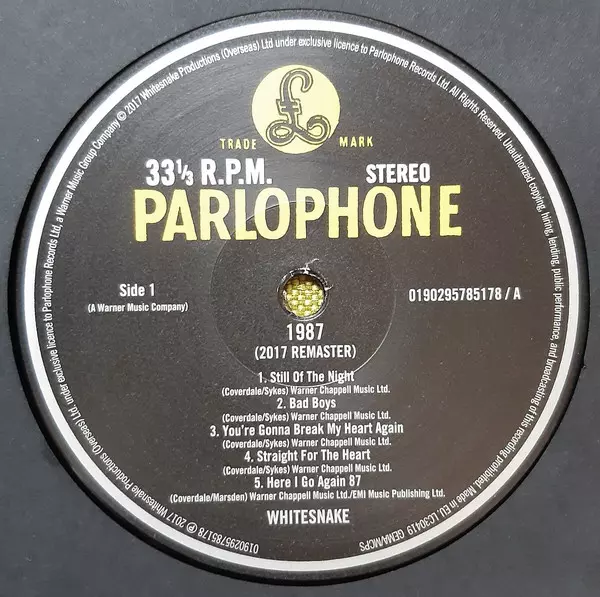 £
TRADE MARK
33⅓ R.P.M. STEREO
PARLOPHONE
Side 1
(A Warner Music Company)
0190295785178 / A
1987
(2017 REMASTER)
1. Still Of The Night
(Coverdale/Sykes) Warner Chappell Music Ltd.
2. Bad Boys
(Coverdale/Sykes) Warner Chappell Music Ltd.
3. You're Gonna Break My Heart Again
(Coverdale/Sykes) Warner Chappell Music Ltd.
4. Straight For The Heart
(Coverdale/Sykes) Warner Chappell Music Ltd.
5. Here I Go Again 87
(Coverdale/Marsden) Warner Chappell Music Ltd./EMI Music Publishing Ltd.
WHITESNAKE
0190295785178 ℗ 2017 Whitesnake Productions (Overseas) Ltd. under exclusive licence to Parlophone Records Ltd, a Warner Music Group Company © 2017 Whitesnake Productions (Overseas) Ltd under exclusive licence to Parlophone Records Ltd. All Rights Reserved. Unauthorized copying, hiring, lending, public performance, and broadcasting of this recording prohibited. Made in EU. LC30419 GEMA/MCPS